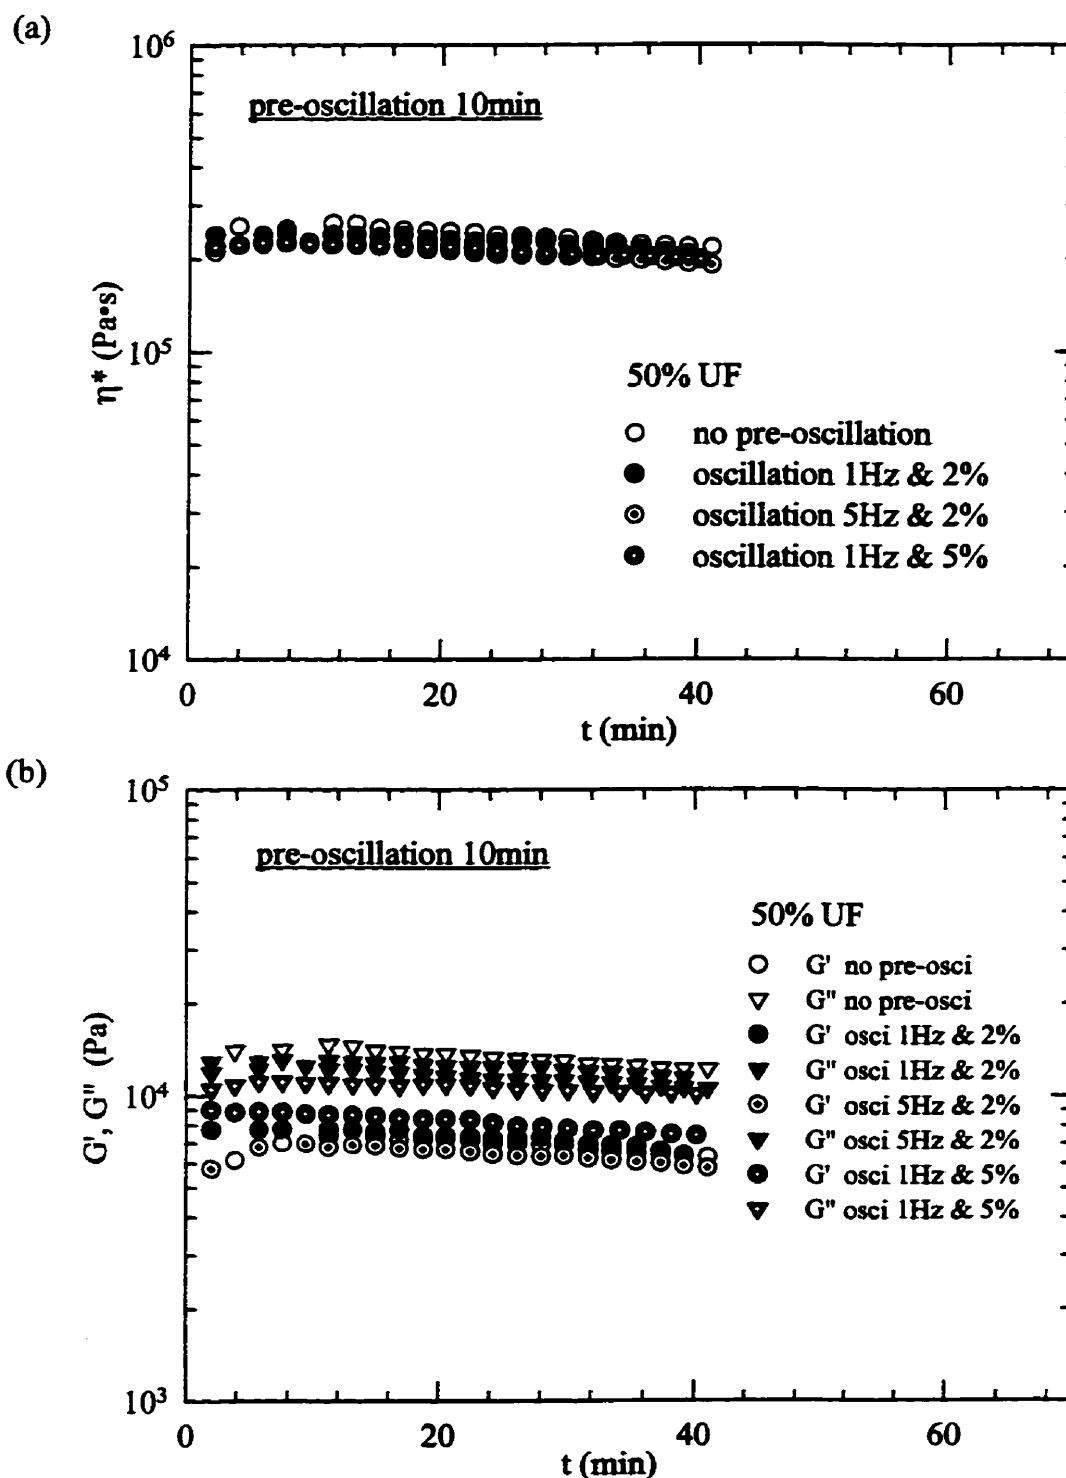 (a)
10⁶
pre-oscillation 10min
η* (Pa•s)
10⁵
50% UF
no pre-oscillation
oscillation 1Hz & 2%
oscillation 5Hz & 2%
oscillation 1Hz & 5%
10⁴
0 20 40 60
t (min)
(b)
10⁵
pre-oscillation 10min
50% UF
G' no pre-osci
G" no pre-osci
G' osci 1Hz & 2%
G" osci 1Hz & 2%
G' osci 5Hz & 2%
G" osci 5Hz & 2%
G' osci 1Hz & 5%
G" osci 1Hz & 5%
G', G" (Pa)
10⁴
10³
0 20 40 60
t (min)